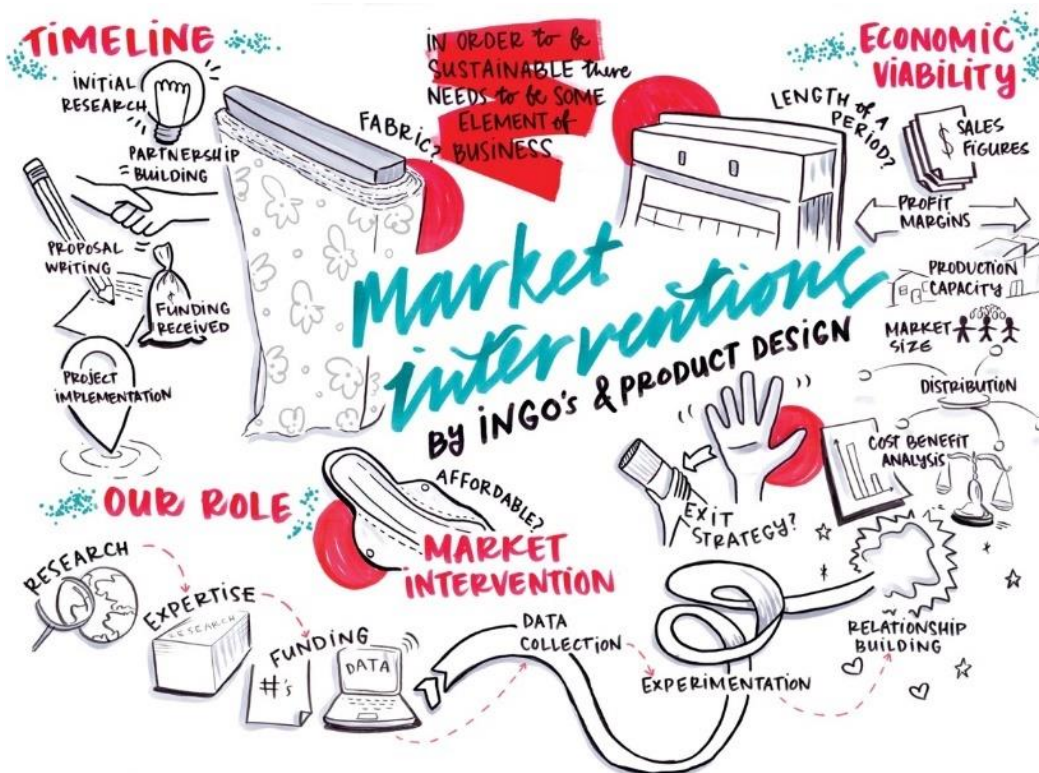 TIMELINE
INITIAL
RESEARCH
PARTNERSHIP
BUILDING
PROPOSAL
WRITING
$
FUNDING
RECEIVED
PROJECT
IMPLEMENTATION
FABRIC?
IN ORDER to be
SUSTAINABLE there
NEEDS to be SOME
ELEMENT of
BUSINESS
LENGTH of a
PERIOD?
ECONOMIC
VIABILITY
$
SALES
FIGURES
PROFIT
MARGINS
PRODUCTION
CAPACITY
MARKET
SIZE
DISTRIBUTION
COST BENEFIT
ANALYSIS
Market
interventions
BY INGO's & PRODUCT DESIGN
EXIT
STRATEGY?
AFFORDABLE?
OUR ROLE
RESEARCH
EXPERTISE
RESEARCH
FUNDING
#'s
DATA
MARKET
INTERVENTION
DATA
COLLECTION
EXPERIMENTATION
RELATIONSHIP
BUILDING